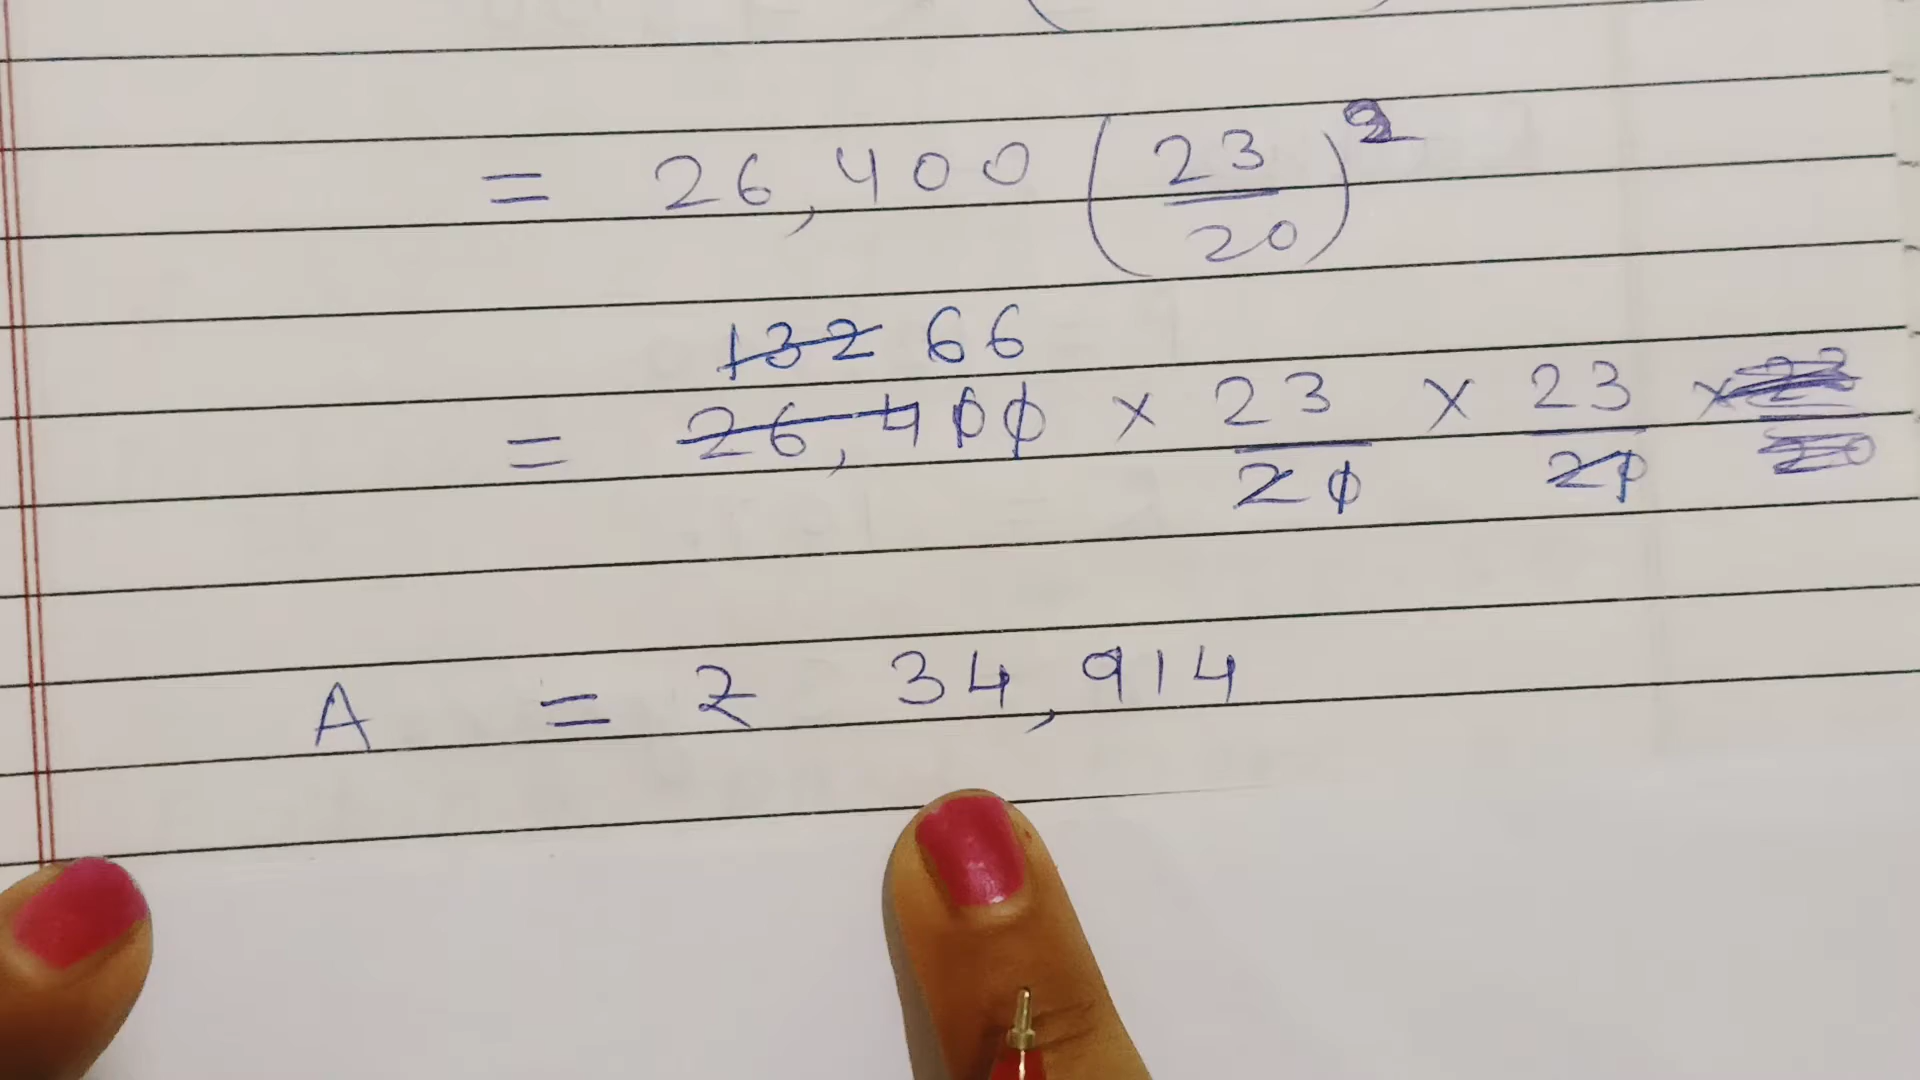 = 26,400 (23/20)²
132 66
= 26,400 × 23/20 × 23/20 ×
A = ₹ 34,914